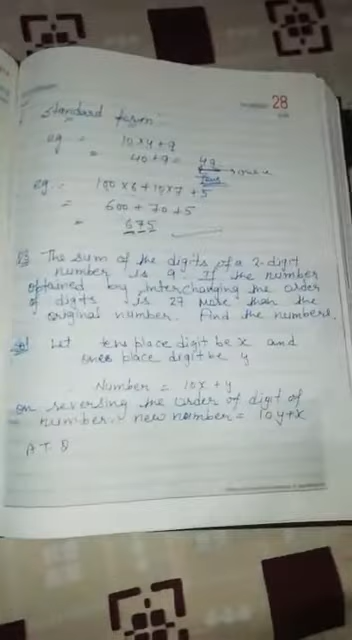 28
Standard form:
eg = 10×4+9
= 40+9 = 49
Tens
eg. = 100×6+10×7+5
= 600+70+5
= 675
The sum of the digits of a 2-digit
number is 9. If the number
obtained by interchanging the order
of digits is 27 more than the
original number. Find the numbers.
Let tens place digit be x and
ones place digit be y
Number = 10x+y
on reversing the order of digit of
number, new number = 10y+x
A.T.Q